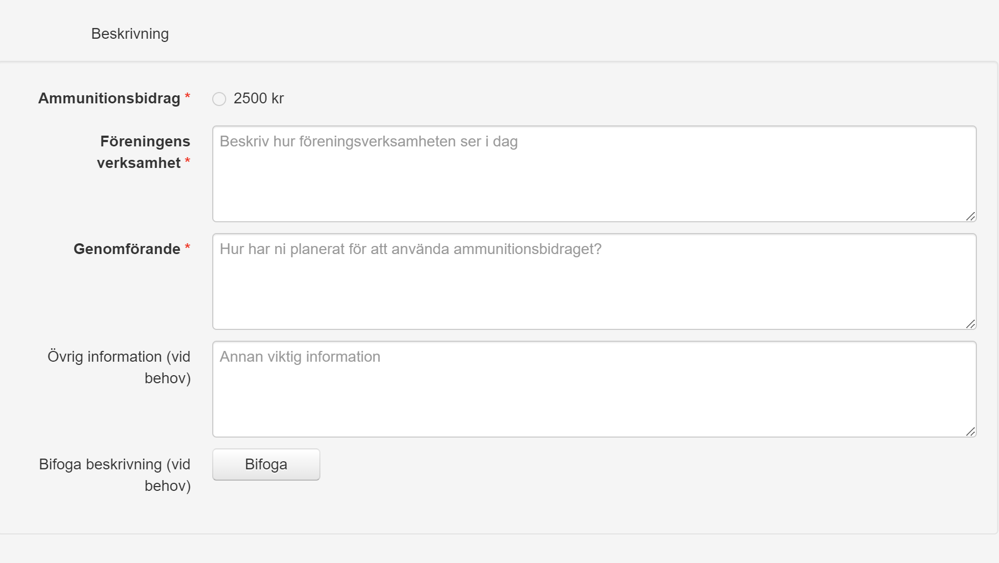 Beskrivning
Ammunitionsbidrag *
2500 kr
Föreningens
verksamhet *
Beskriv hur föreningsverksamheten ser i dag
Genomförande *
Hur har ni planerat för att använda ammunitionsbidraget?
Övrig information (vid
behov)
Annan viktig information
Bifoga beskrivning (vid
behov)
Bifoga